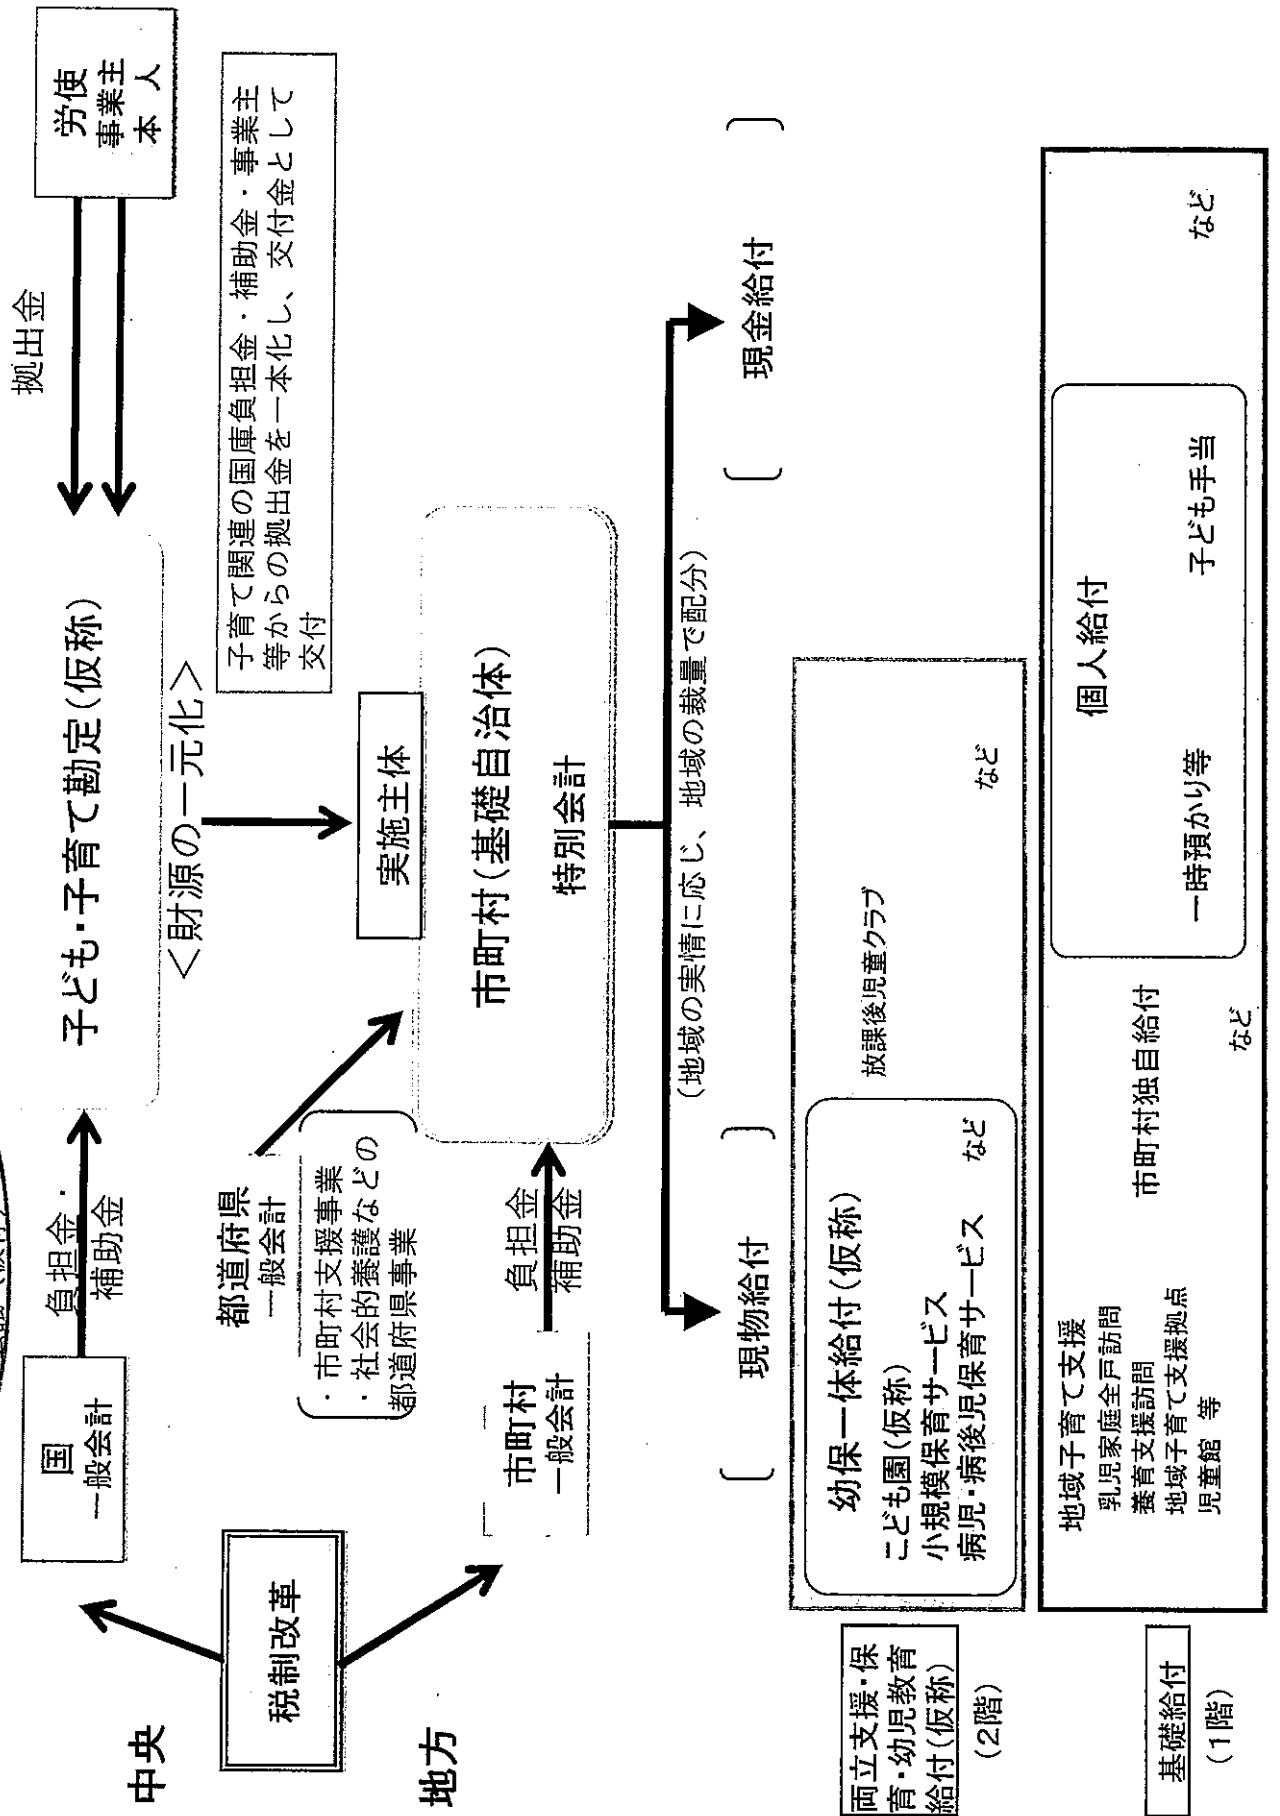 中央
地方
税制改革
国
一般会計
負担金・
補助金
子ども・子育て勘定(仮称)
<財源の一元化>
拠出金
労使
事業主
本 人
子育て関連の国庫負担金・補助金・事業主
等からの拠出金を一本化し、交付金として
交付
都道府県
一般会計
・市町村支援事業
・社会的養護などの
都道府県事業
実施主体
市町村(基礎自治体)
特別会計
市町村
一般会計
負担金
補助金
(地域の実情に応じ、地域の裁量で配分)
現物給付
現金給付
両立支援・保
育・幼児教育
給付(仮称)
(2階)
幼保一体給付(仮称)
こども園(仮称)
小規模保育サービス
病児・病後児保育サービス など
放課後児童クラブ
など
基礎給付
(1階)
地域子育て支援
乳児家庭全戸訪問
養育支援訪問
地域子育て支援拠点
児童館 等
市町村独自給付
など
個人給付
一時預かり等
子ども手当
など